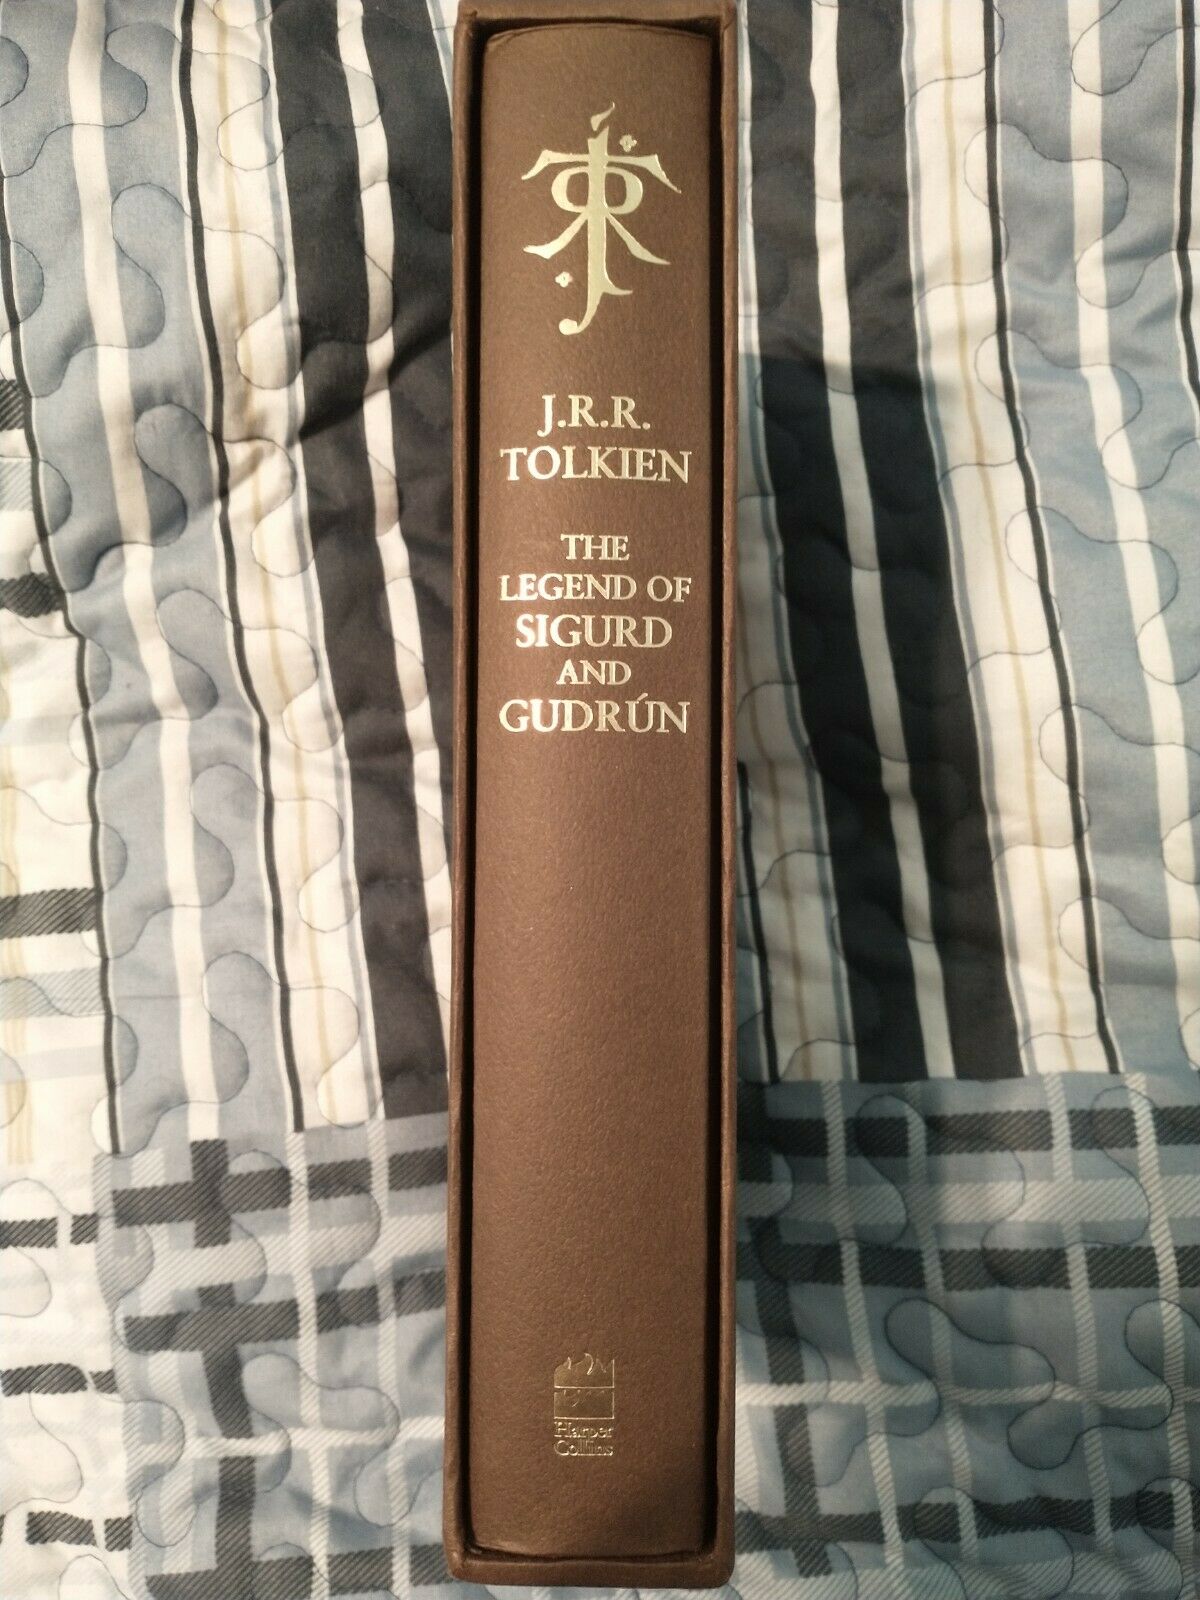 J.R.R.
TOLKIEN
THE
LEGEND OF
SIGURD
AND
GUDRÚN
Harper
Collins